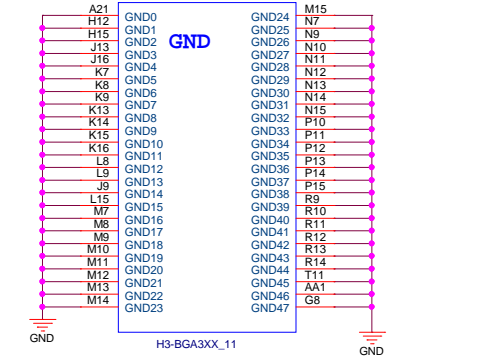 A21 GND0 GND24 M15
H12 GND1 GND25 N7
H15 GND2 GND26 N9
GND
J13 GND3 GND27 N10
J16 GND4 GND28 N11
K7 GND5 GND29 N12
K8 GND6 GND30 N13
K9 GND7 GND31 N14
K13 GND8 GND32 N15
K14 GND9 GND33 P10
K15 GND10 GND34 P11
K16 GND11 GND35 P12
L8 GND12 GND36 P13
L9 GND13 GND37 P14
J9 GND14 GND38 P15
L15 GND15 GND39 R9
M7 GND16 GND40 R10
M8 GND17 GND41 R11
M9 GND18 GND42 R12
M10 GND19 GND43 R13
M11 GND20 GND44 R14
M12 GND21 GND45 T11
M13 GND22 GND46 AA1
M14 GND23 GND47 G8
GND
H3-BGA3XX_11
GND